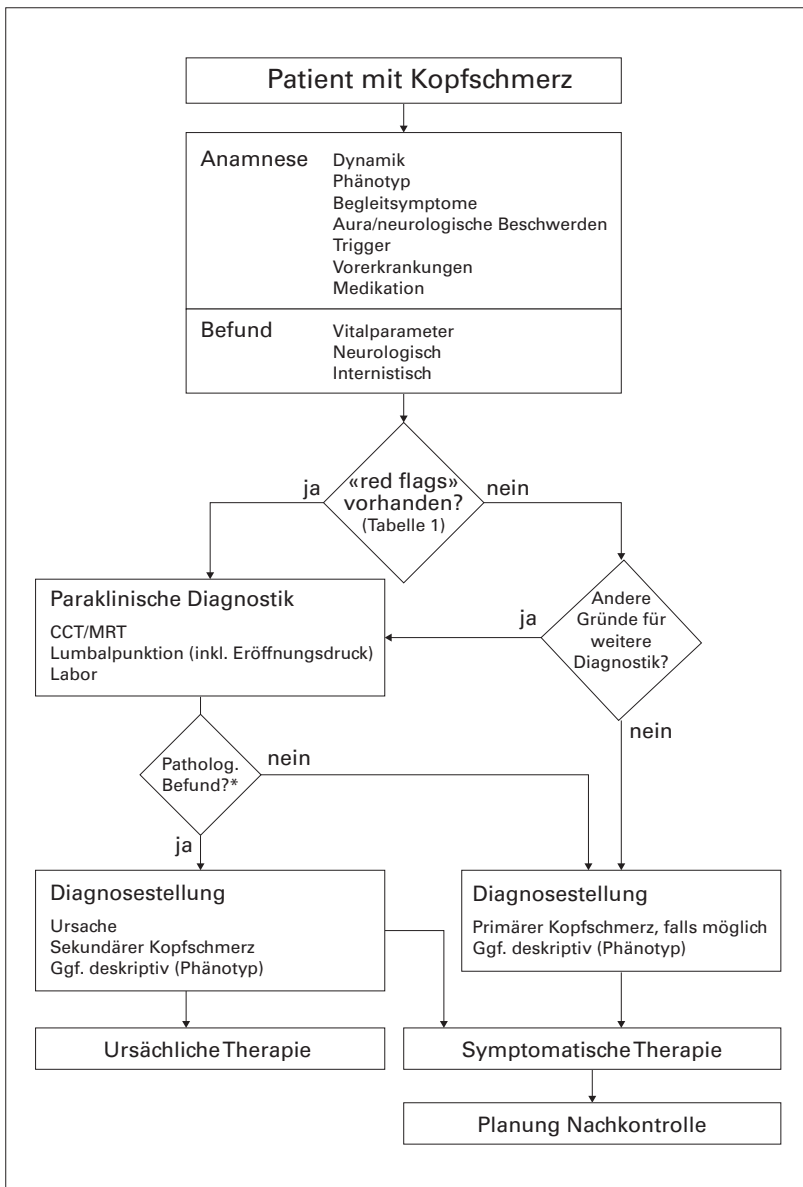 Patient mit Kopfschmerz
Anamnese Dynamik
Phänotyp
Begleitsymptome
Aura/neurologische Beschwerden
Trigger
Vorerkrankungen
Medikation
Befund Vitalparameter
Neurologisch
Internistisch
ja «red flags» vorhanden? (Tabelle 1) nein
Paraklinische Diagnostik
CCT/MRT
Lumbalpunktion (inkl. Eröffnungsdruck)
Labor
ja
Andere
Gründe für
weitere
Diagnostik?
nein
Patholog.
Befund?*
nein
ja
Diagnosestellung
Ursache
Sekundärer Kopfschmerz
Ggf. deskriptiv (Phänotyp)
Diagnosestellung
Primärer Kopfschmerz, falls möglich
Ggf. deskriptiv (Phänotyp)
Ursächliche Therapie
Symptomatische Therapie
Planung Nachkontrolle